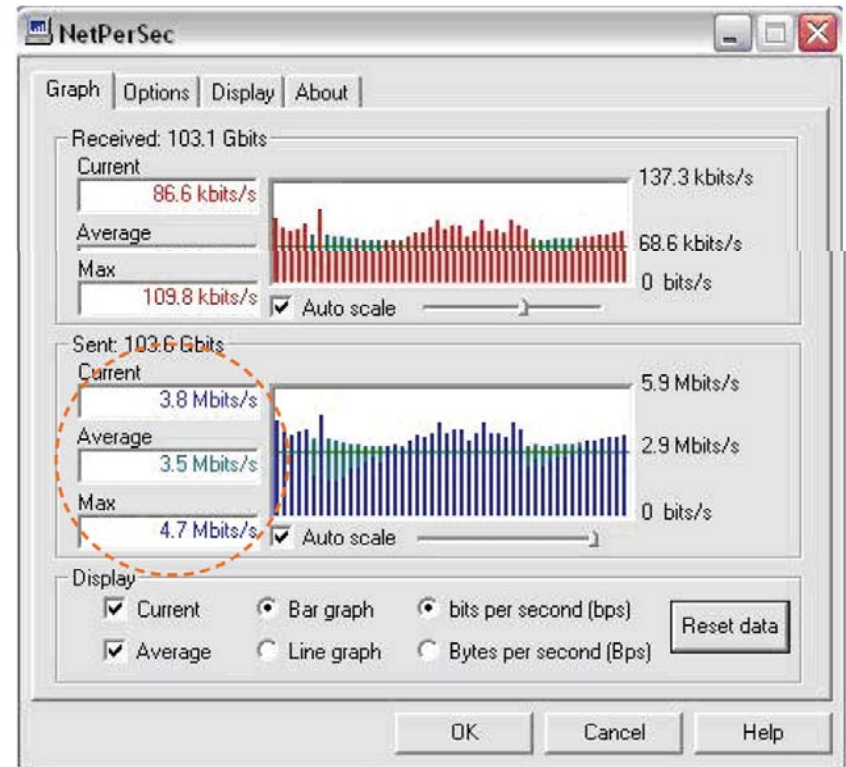 NetPerSec
Graph Options Display About
Received: 103.1 Gbits
Current
86.6 kbits/s
137.3 kbits/s
Average
68.6 kbits/s
Max
109.8 kbits/s
0 bits/s
Auto scale
Sent: 103.6 Gbits
Current
3.8 Mbits/s
5.9 Mbits/s
Average
3.5 Mbits/s
2.9 Mbits/s
Max
4.7 Mbits/s
0 bits/s
Auto scale
Display
Current Bar graph bits per second (bps)
Reset data
Average Line graph Bytes per second (Bps)
OK Cancel Help